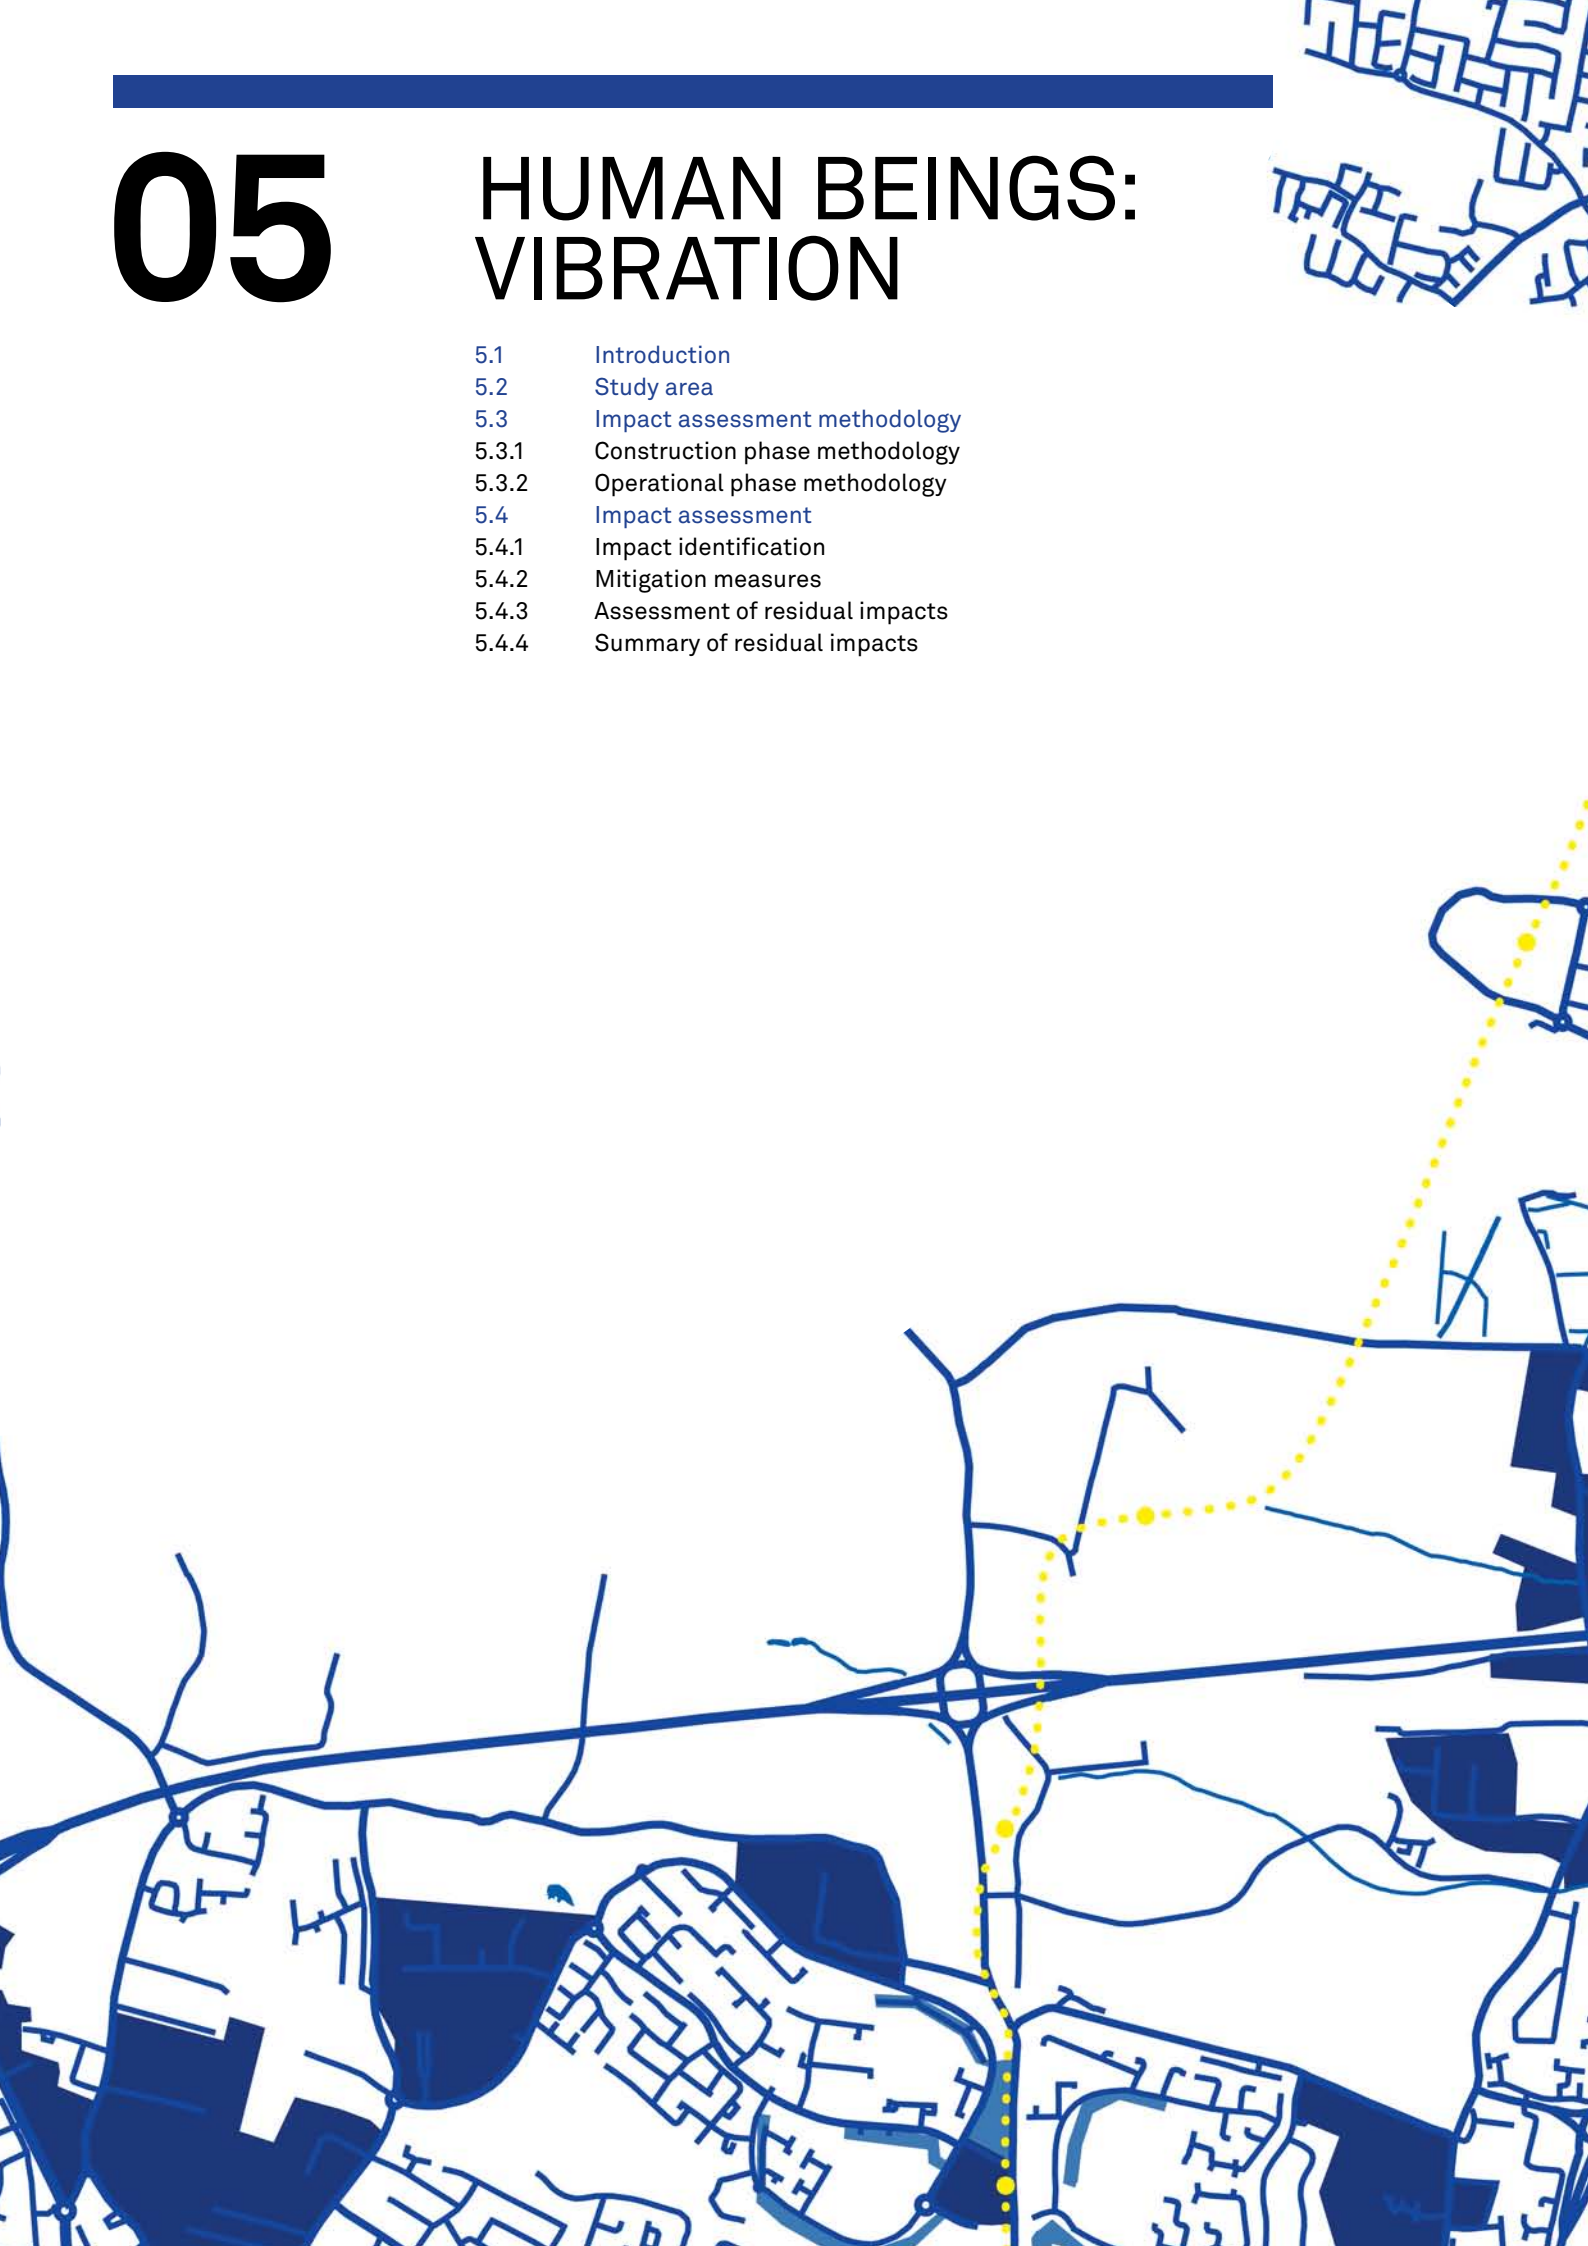 05
HUMAN BEINGS:
VIBRATION
5.1 Introduction
5.2 Study area
5.3 Impact assessment methodology
5.3.1 Construction phase methodology
5.3.2 Operational phase methodology
5.4 Impact assessment
5.4.1 Impact identification
5.4.2 Mitigation measures
5.4.3 Assessment of residual impacts
5.4.4 Summary of residual impacts